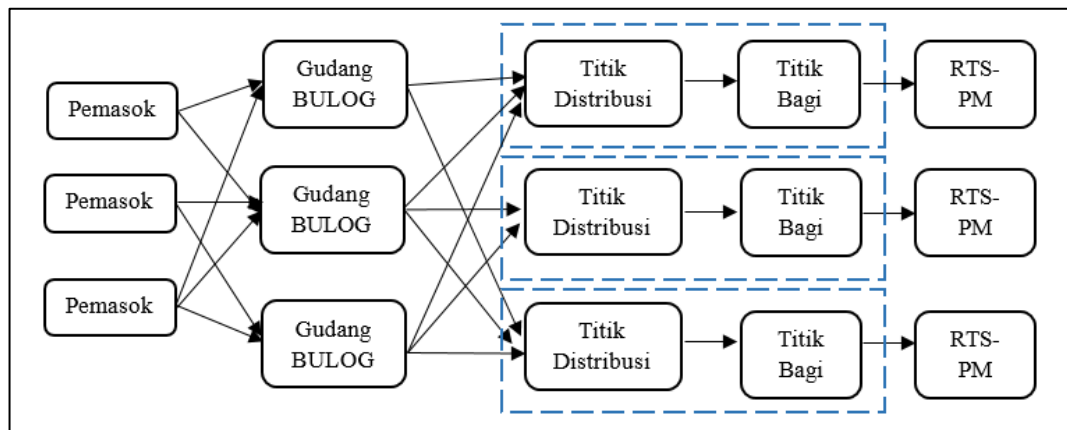 Pemasok
Pemasok
Pemasok
Gudang
BULOG
Gudang
BULOG
Gudang
BULOG
Titik
Distribusi
Titik
Bagi
RTS-
PM
Titik
Distribusi
Titik
Bagi
RTS-
PM
Titik
Distribusi
Titik
Bagi
RTS-
PM